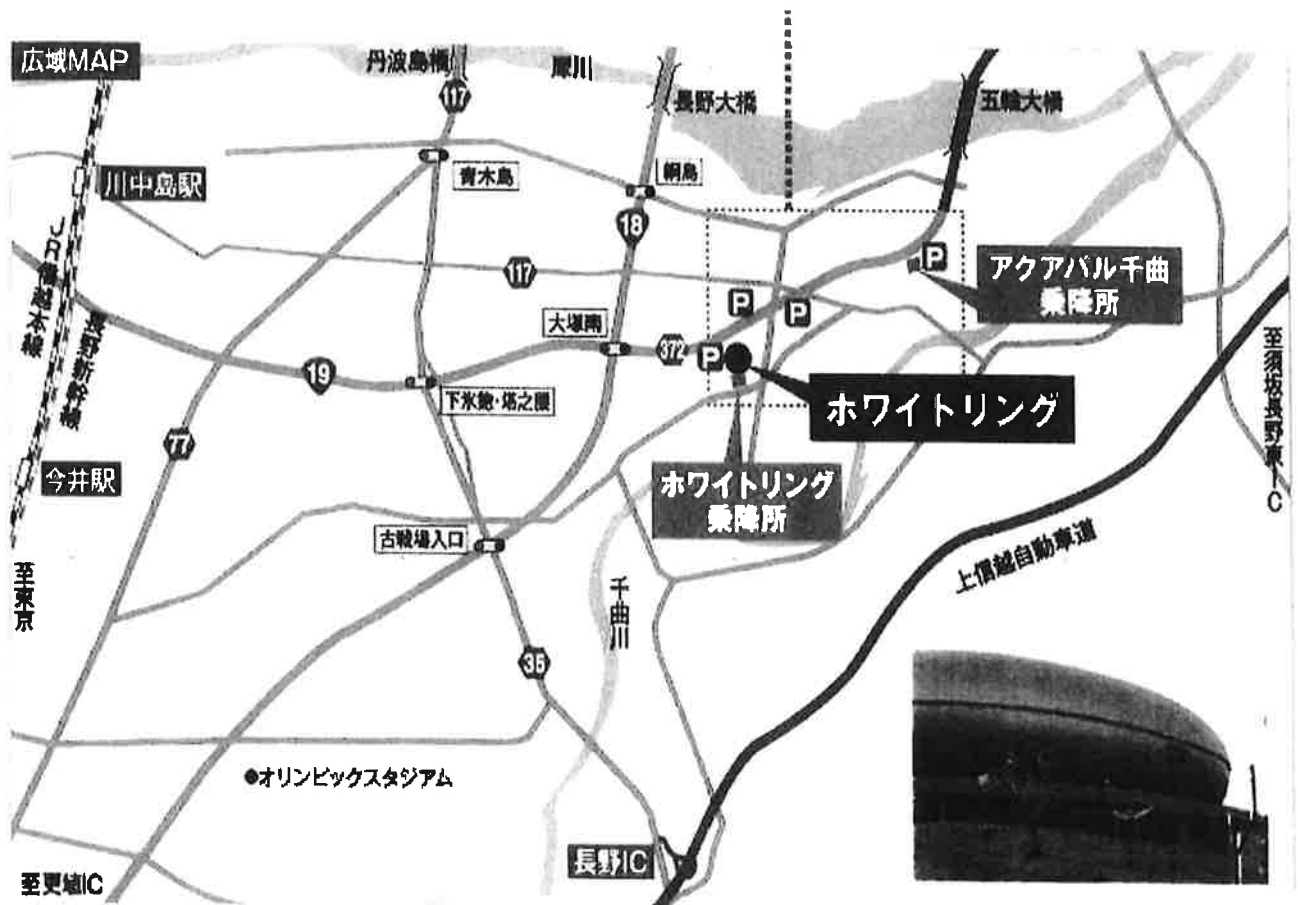 広域MAP
丹波島橋
犀川
117
長野大橋
五輪大橋
川中島駅
青木島
綱島
18
117
アクアパル千曲
乗降所
大塚南
372
P
P
P
P
JR信越本線
長野新幹線
19
下氷鉋・塔之腰
ホワイトリング
至須坂長野東IC
77
今井駅
ホワイトリング
乗降所
古戦場入口
至東京
千曲川
上信越自動車道
35
●オリンピックスタジアム
長野IC
至更埴IC